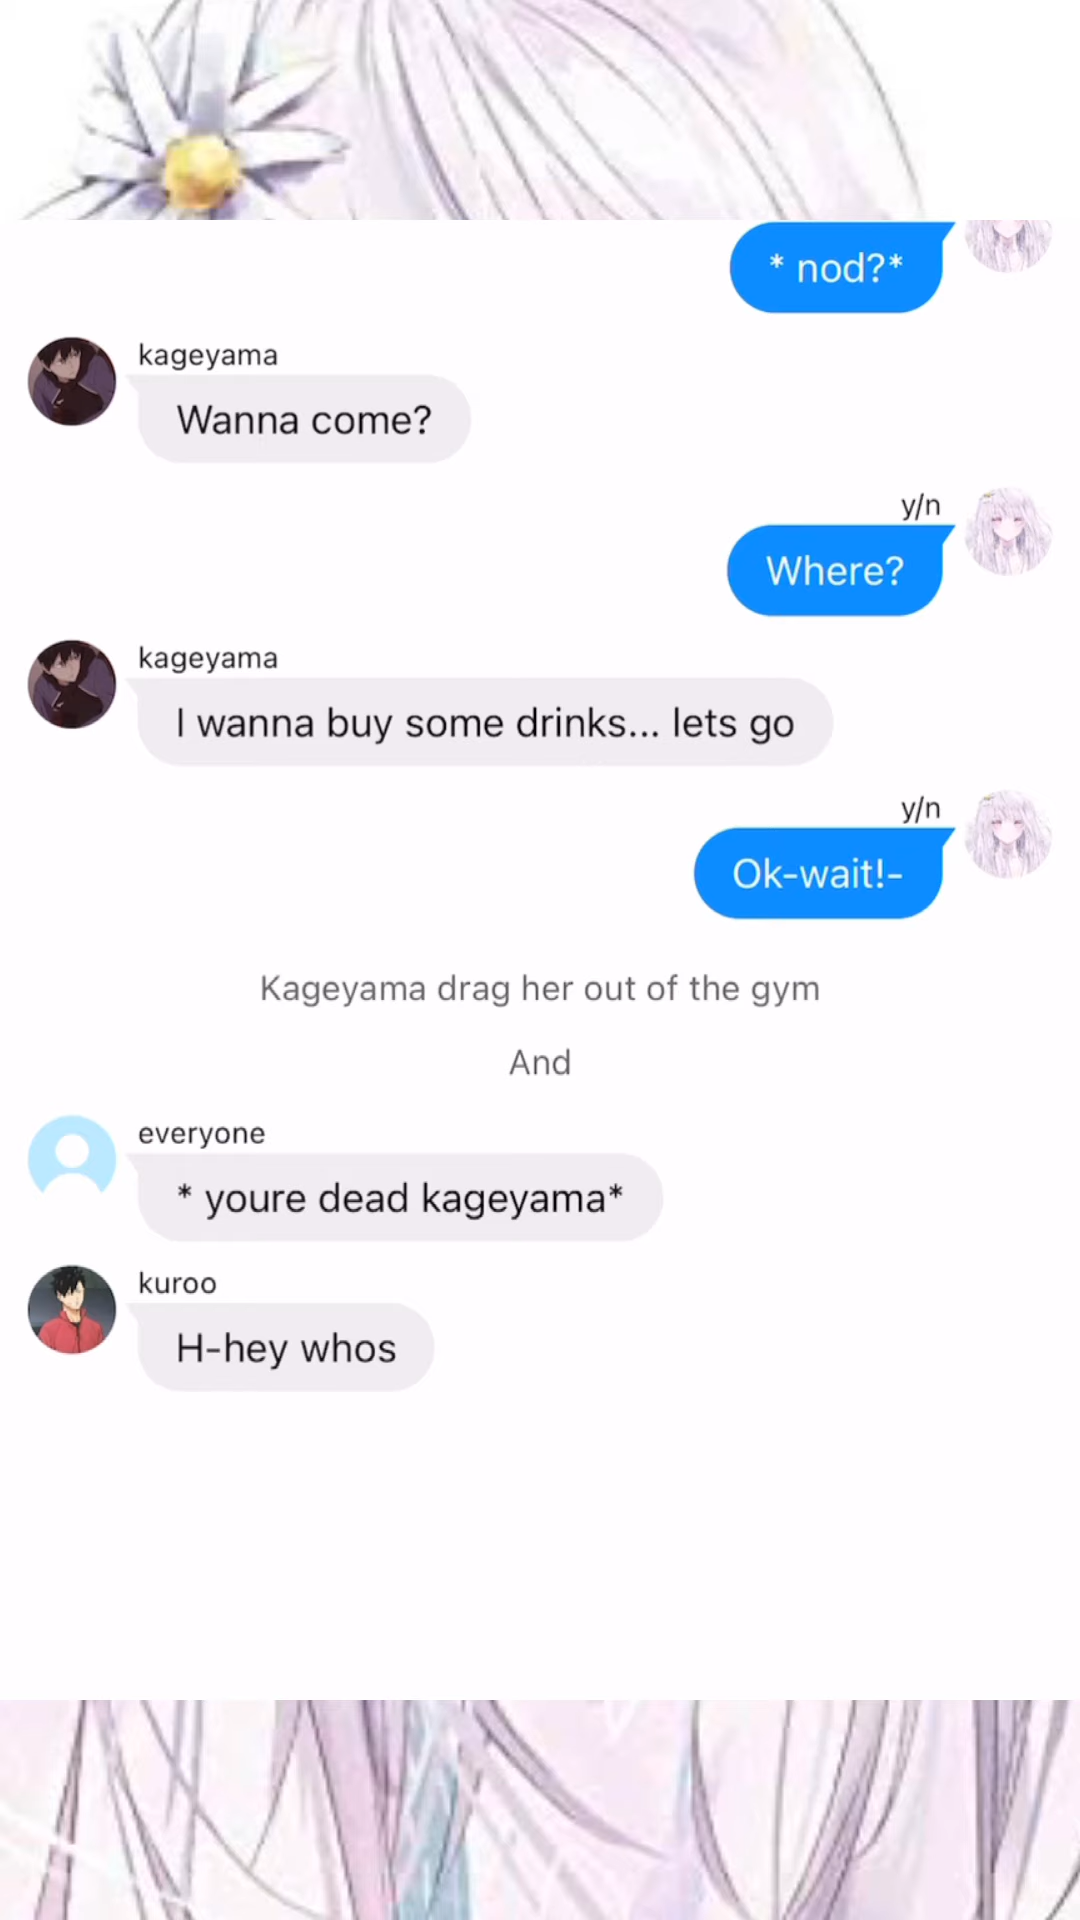 * nod?*
kageyama
Wanna come?
y/n
Where?
kageyama
I wanna buy some drinks... lets go
y/n
Ok-wait!-
Kageyama drag her out of the gym
And
everyone
* youre dead kageyama*
kuroo
H-hey whos